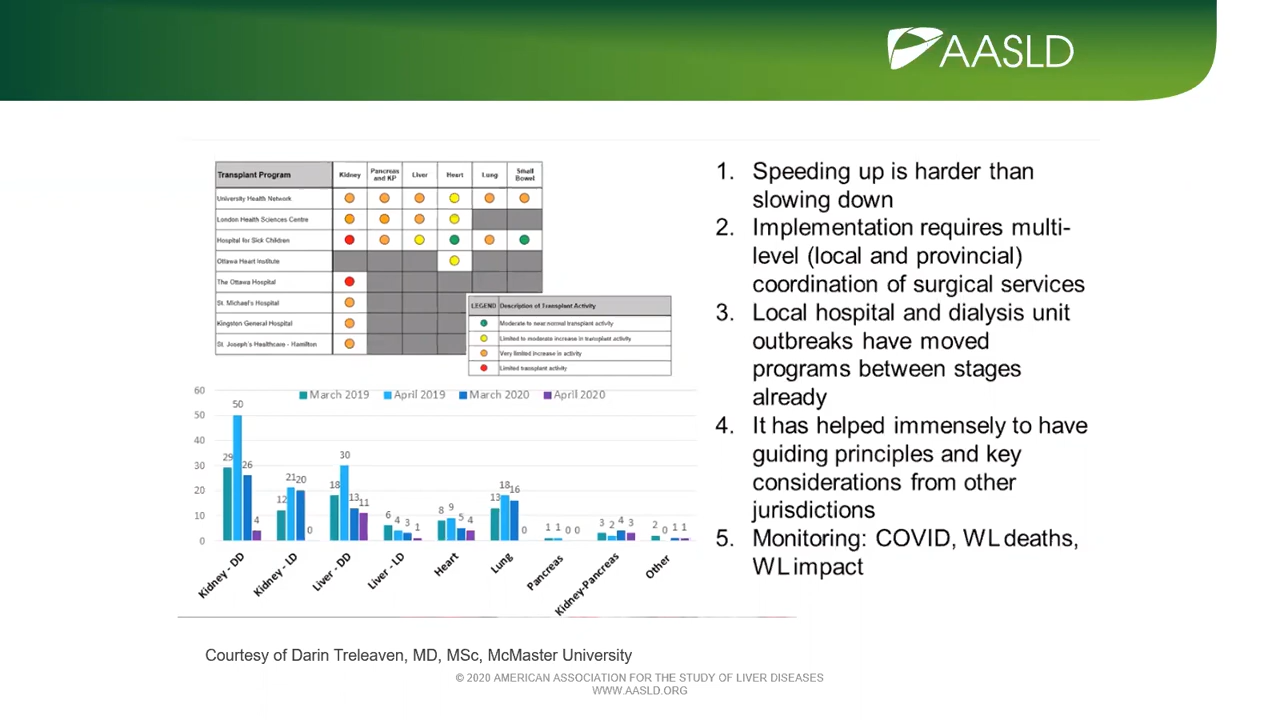 AASLD
Transplant Program Kidney Pancreas and KP Liver Heart Lung Small Bowel
University Health Network
London Health Sciences Centre
Hospital for Sick Children
Ottawa Heart Institute
The Ottawa Hospital
St. Michael's Hospital
Kingston General Hospital
St. Joseph's Healthcare - Hamilton
LEGEND Description of Transplant Activity
Moderate to near normal transplant activity
Limited to moderate increase in transplant activity
Very limited increase in activity
Limited transplant activity
March 2019 April 2019 March 2020 April 2020
60
50
40
30
20
10
0
29 50 26 4
12 21 20 0
18 30 13 11
6 4 3 1
8 9 5 4
13 18 16 0
1 1 0 0
3 2 4 3
2 0 1 1
Kidney - DD
Kidney - LD
Liver - DD
Liver - LD
Heart
Lung
Pancreas
Kidney-Pancreas
Other
1. Speeding up is harder than
slowing down
2. Implementation requires multi-
level (local and provincial)
coordination of surgical services
3. Local hospital and dialysis unit
outbreaks have moved
programs between stages
already
4. It has helped immensely to have
guiding principles and key
considerations from other
jurisdictions
5. Monitoring: COVID, WL deaths,
WL impact
Courtesy of Darin Treleaven, MD, MSc, McMaster University
© 2020 AMERICAN ASSOCIATION FOR THE STUDY OF LIVER DISEASES
WWW.AASLD.ORG